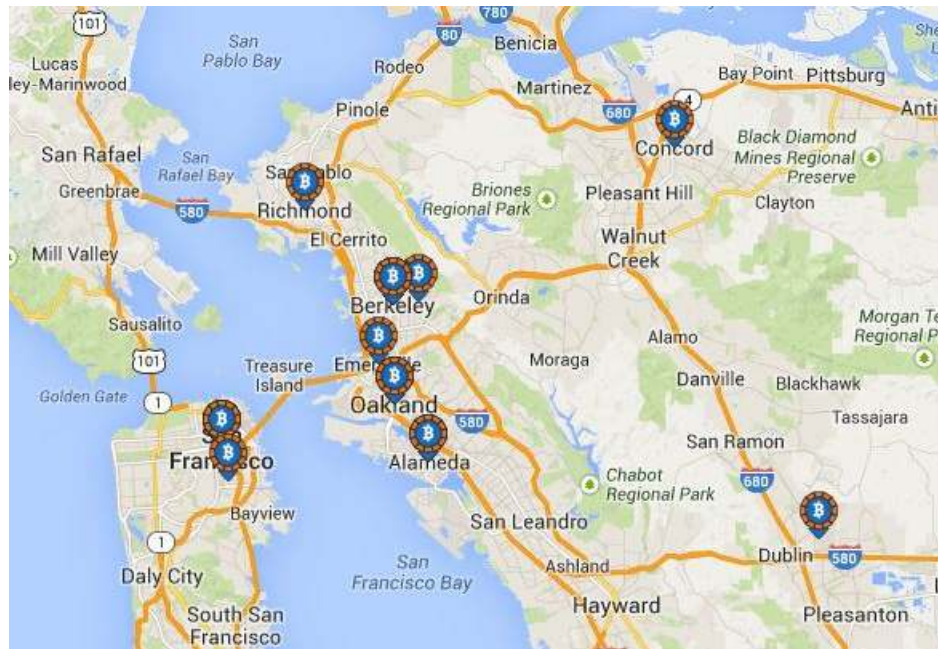 101
San
Pablo Bay
80
780
Benicia
Lucas
ley-Marinwood
Rodeo
Martinez
680
Bay Point
Pittsburg
Anti
Pinole
4
Concord
Black Diamond
Mines Regional
Preserve
San Rafael
San
Rafael Bay
Greenbrae
580
Richmond
Briones
Regional Park
Pleasant Hill
Clayton
El Cerrito
Mill Valley
Walnut
Creek
Berkeley
Orinda
Sausalito
101
Treasure
Island
Moraga
Alamo
Morgan Te
Regional P
Golden Gate
1
Oakland
Danville
Blackhawk
580
Tassajara
Francisco
Alameda
San Ramon
680
Chabot
Regional Park
Bayview
San Leandro
1
Daly City
San
Francisco Bay
Ashland
Dublin
580
Hayward
Pleasanton
South San
Francisco